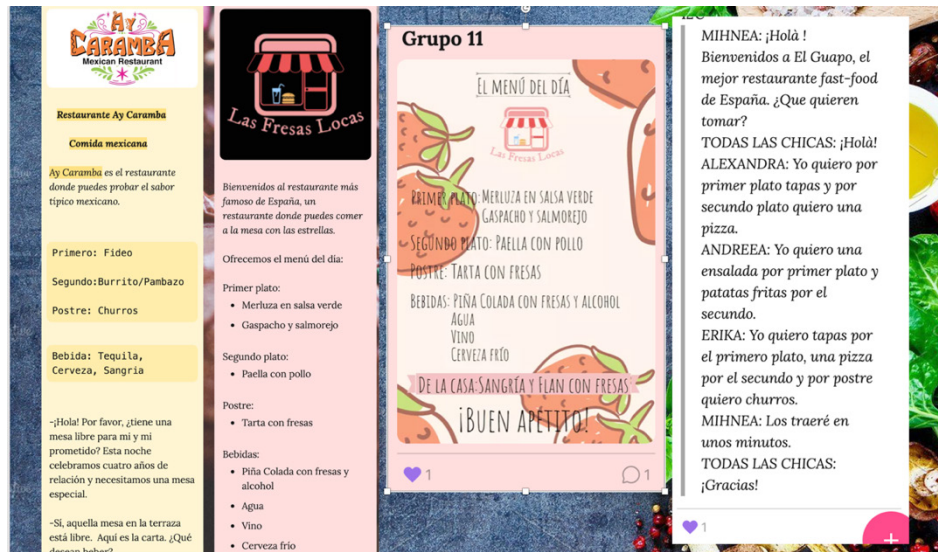 AY
CARAMBA
Mexican Restaurant
Restaurante Ay Caramba
Comida mexicana
Ay Caramba es el restaurante
donde puedes probar el sabor
típico mexicano.
Primero: Fideo
Segundo:Burrito/Pambazo
Postre: Churros
Bebida: Tequila,
Cerveza, Sangria
-¡Hola! Por favor, ¿tiene una
mesa libre para mi y mi
prometido? Esta noche
celebramos cuatro años de
relación y necesitamos una mesa
especial.
-Sí, aquella mesa en la terraza
está libre. Aquí es la carta. ¿Qué
desean beber?
Las Fresas Locas
Bienvenidos al restaurante más
famoso de España, un
restaurante donde puedes comer
a la mesa con las estrellas.
Ofrecemos el menú del día:
Primer plato:
• Merluza en salsa verde
• Gaspacho y salmorejo
Segundo plato:
• Paella con pollo
Postre:
• Tarta con fresas
Bebidas:
• Piña Colada con fresas y
alcohol
• Agua
• Vino
• Cerveza frío
Grupo 11
EL MENÚ DEL DÍA
Las Fresas Locas
PRIMER PLATO: MERLUZA EN SALSA VERDE
GASPACHO Y SALMOREJO
SEGUNDO PLATO: PAELLA CON POLLO
POSTRE: TARTA CON FRESAS
BEBIDAS: PIÑA COLADA CON FRESAS Y ALCOHOL
AGUA
VINO
CERVEZA FRÍO
DE LA CASA:SANGRÍA Y FLAN CON FRESAS
¡BUEN APÉTITO!
1
1
MIHNEA: ¡Holà !
Bienvenidos a El Guapo, el
mejor restaurante fast-food
de España. ¿Que quieren
tomar?
TODAS LAS CHICAS: ¡Holà!
ALEXANDRA: Yo quiero por
primer plato tapas y por
secundo plato quiero una
pizza.
ANDREEA: Yo quiero una
ensalada por primer plato y
patatas fritas por el
secundo.
ERIKA: Yo quiero tapas por
el primero plato, una pizza
por el secundo y por postre
quiero churros.
MIHNEA: Los traeré en
unos minutos.
TODAS LAS CHICAS:
¡Gracias!
1